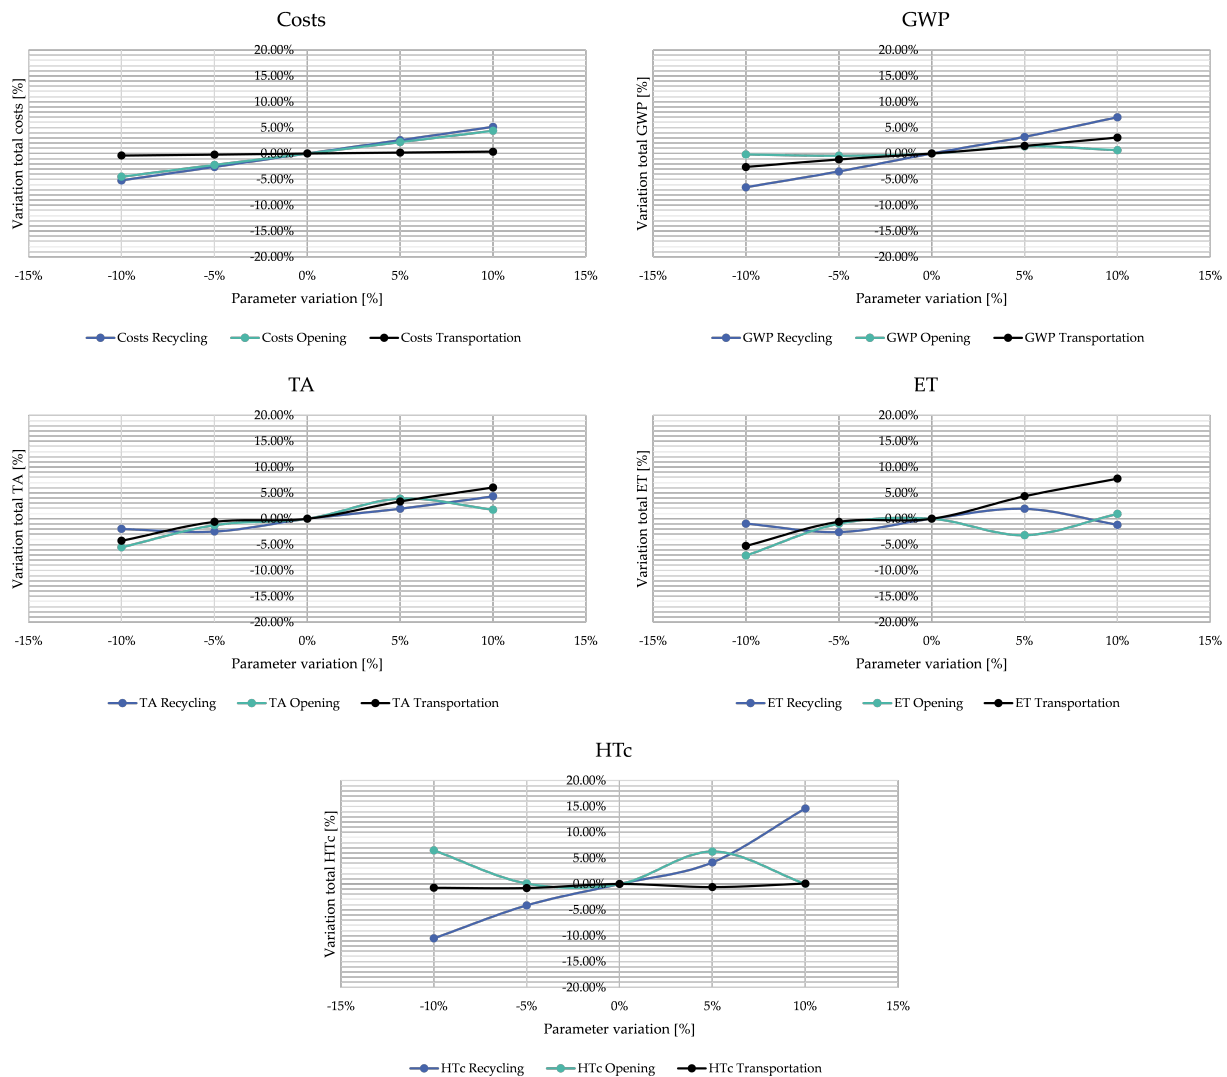 Costs
Variation total costs [%]
20.00%
15.00%
10.00%
5.00%
0.00%
-5.00%
-10.00%
-15.00%
-20.00%
-15% -10% -5% 0% 5% 10% 15%
Parameter variation [%]
Costs Recycling Costs Opening Costs Transportation
GWP
Variation total GWP [%]
20.00%
15.00%
10.00%
5.00%
0.00%
-5.00%
-10.00%
-15.00%
-20.00%
-15% -10% -5% 0% 5% 10% 15%
Parameter variation [%]
GWP Recycling GWP Opening GWP Transportation
TA
Variation total TA [%]
20.00%
15.00%
10.00%
5.00%
0.00%
-5.00%
-10.00%
-15.00%
-20.00%
-15% -10% -5% 0% 5% 10% 15%
Parameter variation [%]
TA Recycling TA Opening TA Transportation
ET
Variation total ET [%]
20.00%
15.00%
10.00%
5.00%
0.00%
-5.00%
-10.00%
-15.00%
-20.00%
-15% -10% -5% 0% 5% 10% 15%
Parameter variation [%]
ET Recycling ET Opening ET Transportation
HTc
Variation total HTc [%]
20.00%
15.00%
10.00%
5.00%
0.00%
-5.00%
-10.00%
-15.00%
-20.00%
-15% -10% -5% 0% 5% 10% 15%
Parameter variation [%]
HTc Recycling HTc Opening HTc Transportation